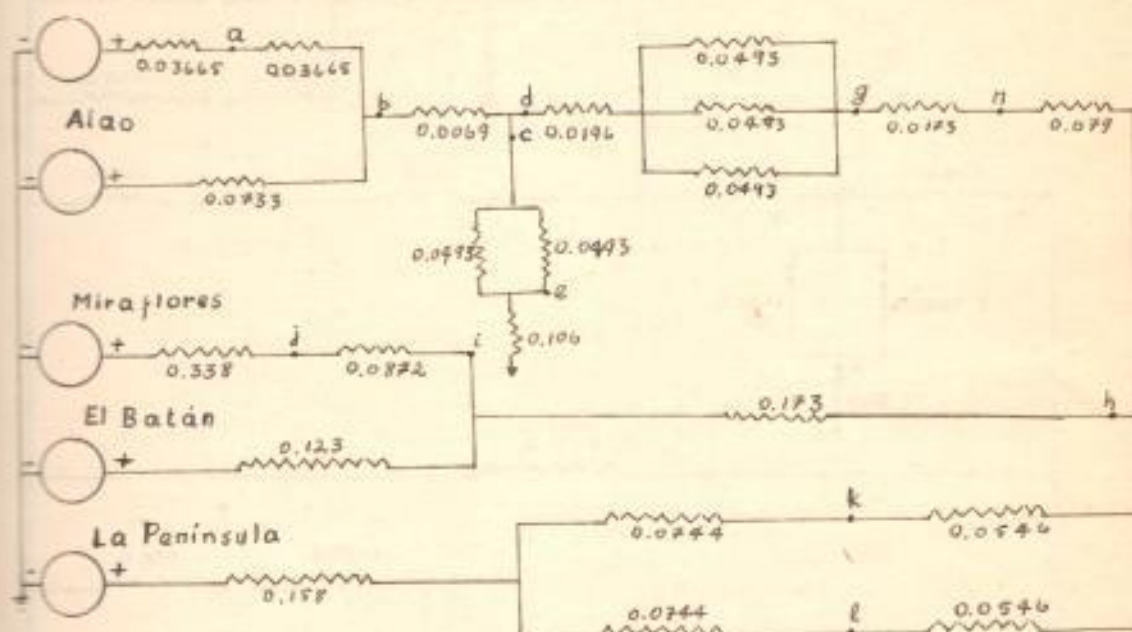 - + a
0.03665 0.03665
0.0493
b d g n
Alao 0.0069 0.0196 0.0493 0.0175 0.079
c
- + 0.0733 0.0493
0.0493 0.0493
e
Miraflores
0.106
- + j i
0.338 0.0872
0.173 h
El Batán
0.123
- +
k
0.0744 0.0546
La Península
- +
0.158
0.0744 l 0.0546